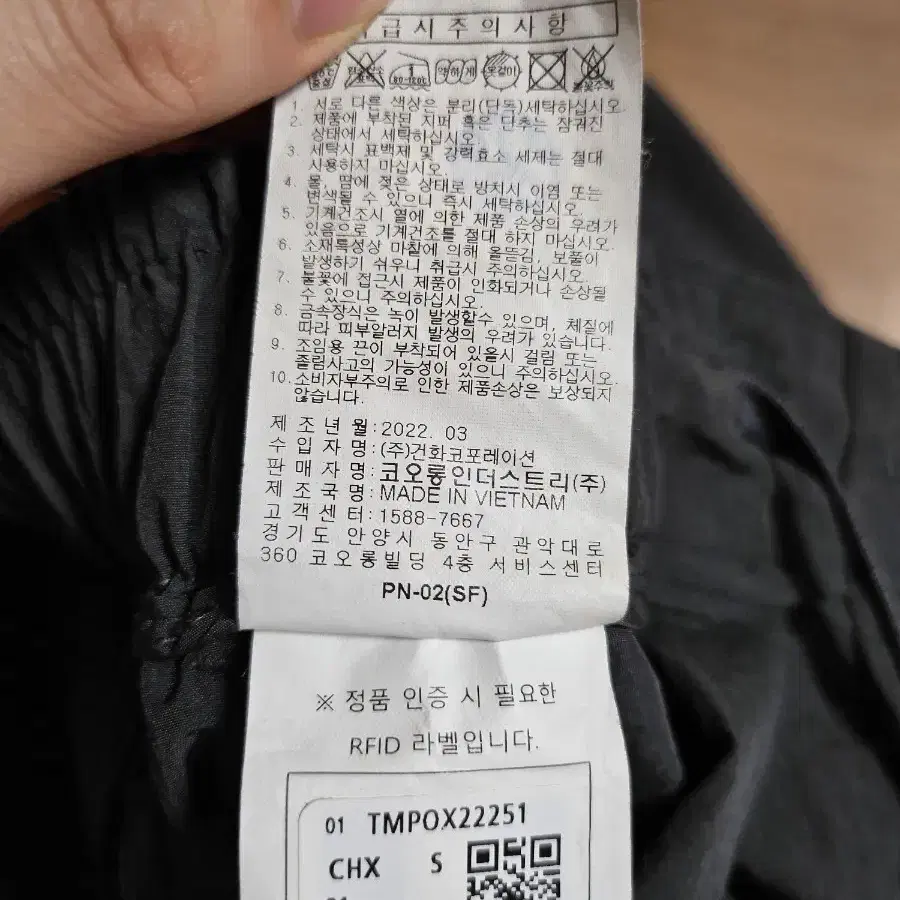 급시주의사항
약하게
옷걸이
1. 서로 다른 색상은 분리(단독)세탁하십시오.
2. 제품에 부착된 지퍼 혹은 단추는 잠궈진
상태에서 세탁하십시오.
3. 세탁시 표백제 및 강력효소 세제는 절대
사용하지 마십시오.
4. 물, 땀에 젖은 상태로 방치시 이염 또는
변색될 수 있으니 즉시 세탁하십시오.
5. 기계건조시 열에 의한 제품 손상의 우려가
있음으로 기계건조를 절대 하지 마십시오.
6. 소재특성상 마찰에 의해 올뜯김, 보풀이
발생하기 쉬우니 취급시 주의하십시오.
7. 불꽃에 접근시 제품이 인화되거나 손상될
수 있으니 주의하십시오.
8. 금속장식은 녹이 발생할수 있으며, 체질에
따라 피부알러지 발생의 우려가 있습니다.
9. 조임용 끈이 부착되어 있을시 걸림 또는
졸림사고의 가능성이 있으니 주의하십시오.
10. 소비자부주의로 인한 제품손상은 보상되지
않습니다.
제 조 년 월 : 2022. 03
수 입 자 명 : (주)건화코포레이션
판 매 자 명 : 코오롱인더스트리(주)
제 조 국 명 : MADE IN VIETNAM
고 객 센 터 : 1588-7667
경기도 안양시 동안구 관악대로
360 코오롱빌딩 4층 서비스센터
PN-02(SF)
※ 정품 인증 시 필요한
RFID 라벨입니다.
01 TMPOX22251
CHX S